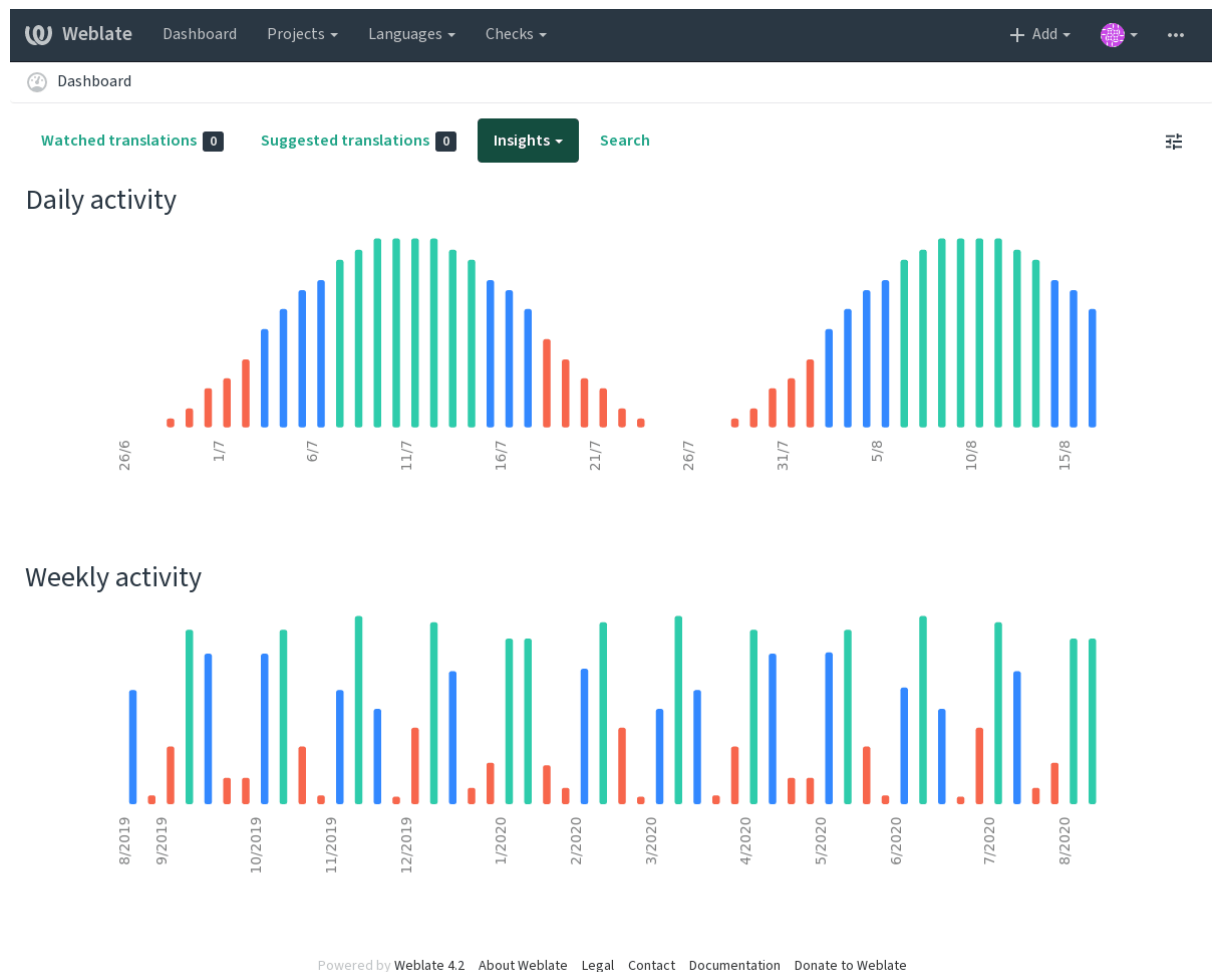 Weblate Dashboard Projects Languages Checks Add
Dashboard
Watched translations 0 Suggested translations 0 Insights Search
Daily activity
26/6 1/7 6/7 11/7 16/7 21/7 26/7 31/7 5/8 10/8 15/8
Weekly activity
8/2019 9/2019 10/2019 11/2019 12/2019 1/2020 2/2020 3/2020 4/2020 5/2020 6/2020 7/2020 8/2020
Powered by Weblate 4.2 About Weblate Legal Contact Documentation Donate to Weblate